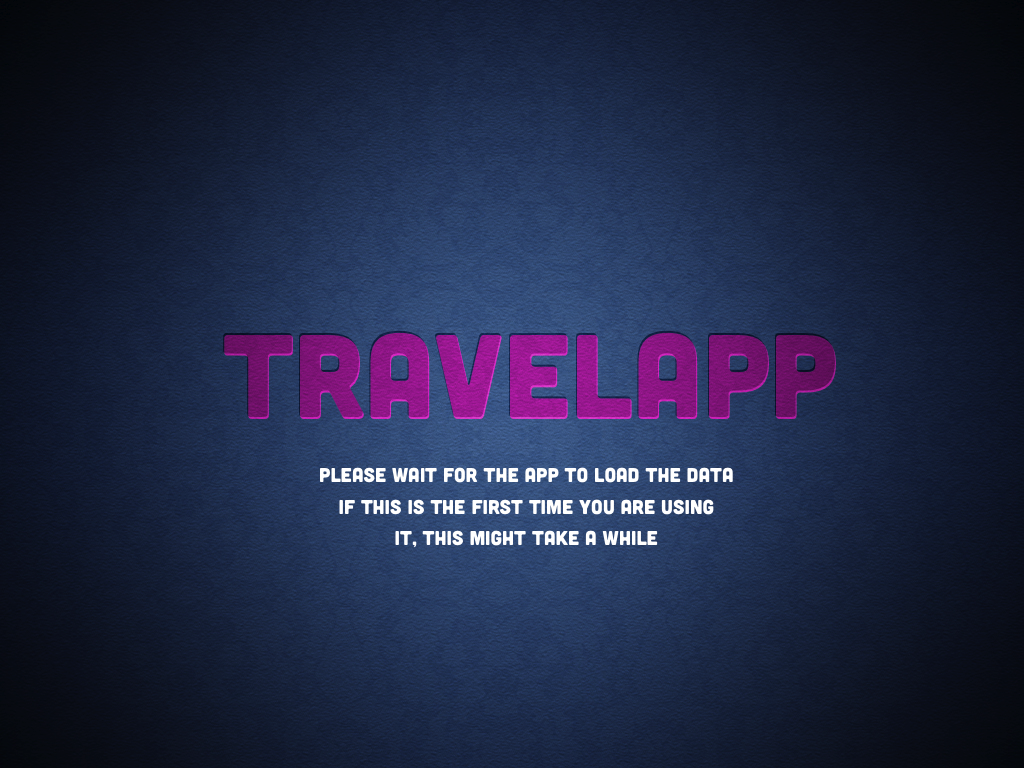 TRAVELAPP
PLEASE WAIT FOR THE APP TO LOAD THE DATA
IF THIS IS THE FIRST TIME YOU ARE USING
IT, THIS MIGHT TAKE A WHILE